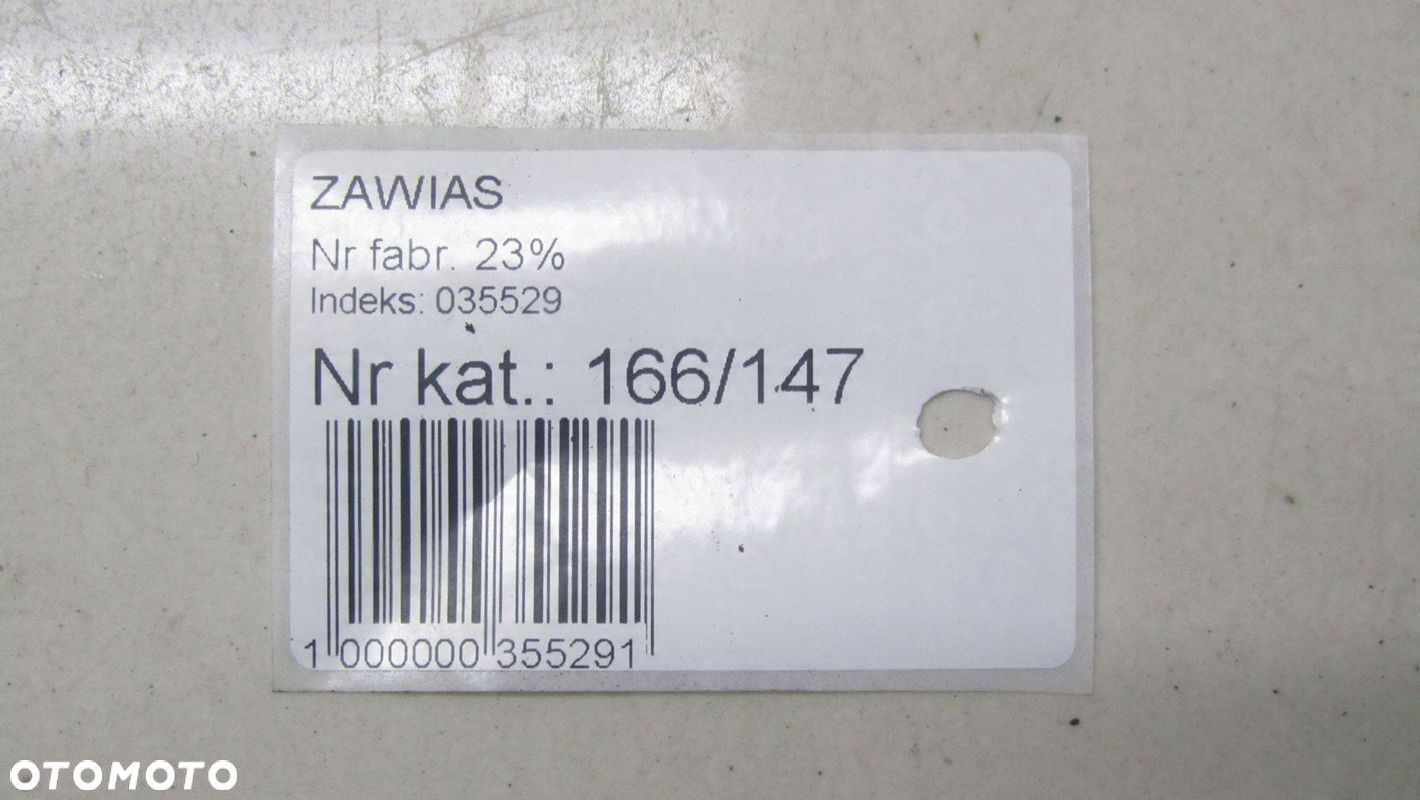 ZAWIAS
Nr fabr. 23%
Indeks: 035529
Nr kat.: 166/147
1 000000 355291
OTOMOTO